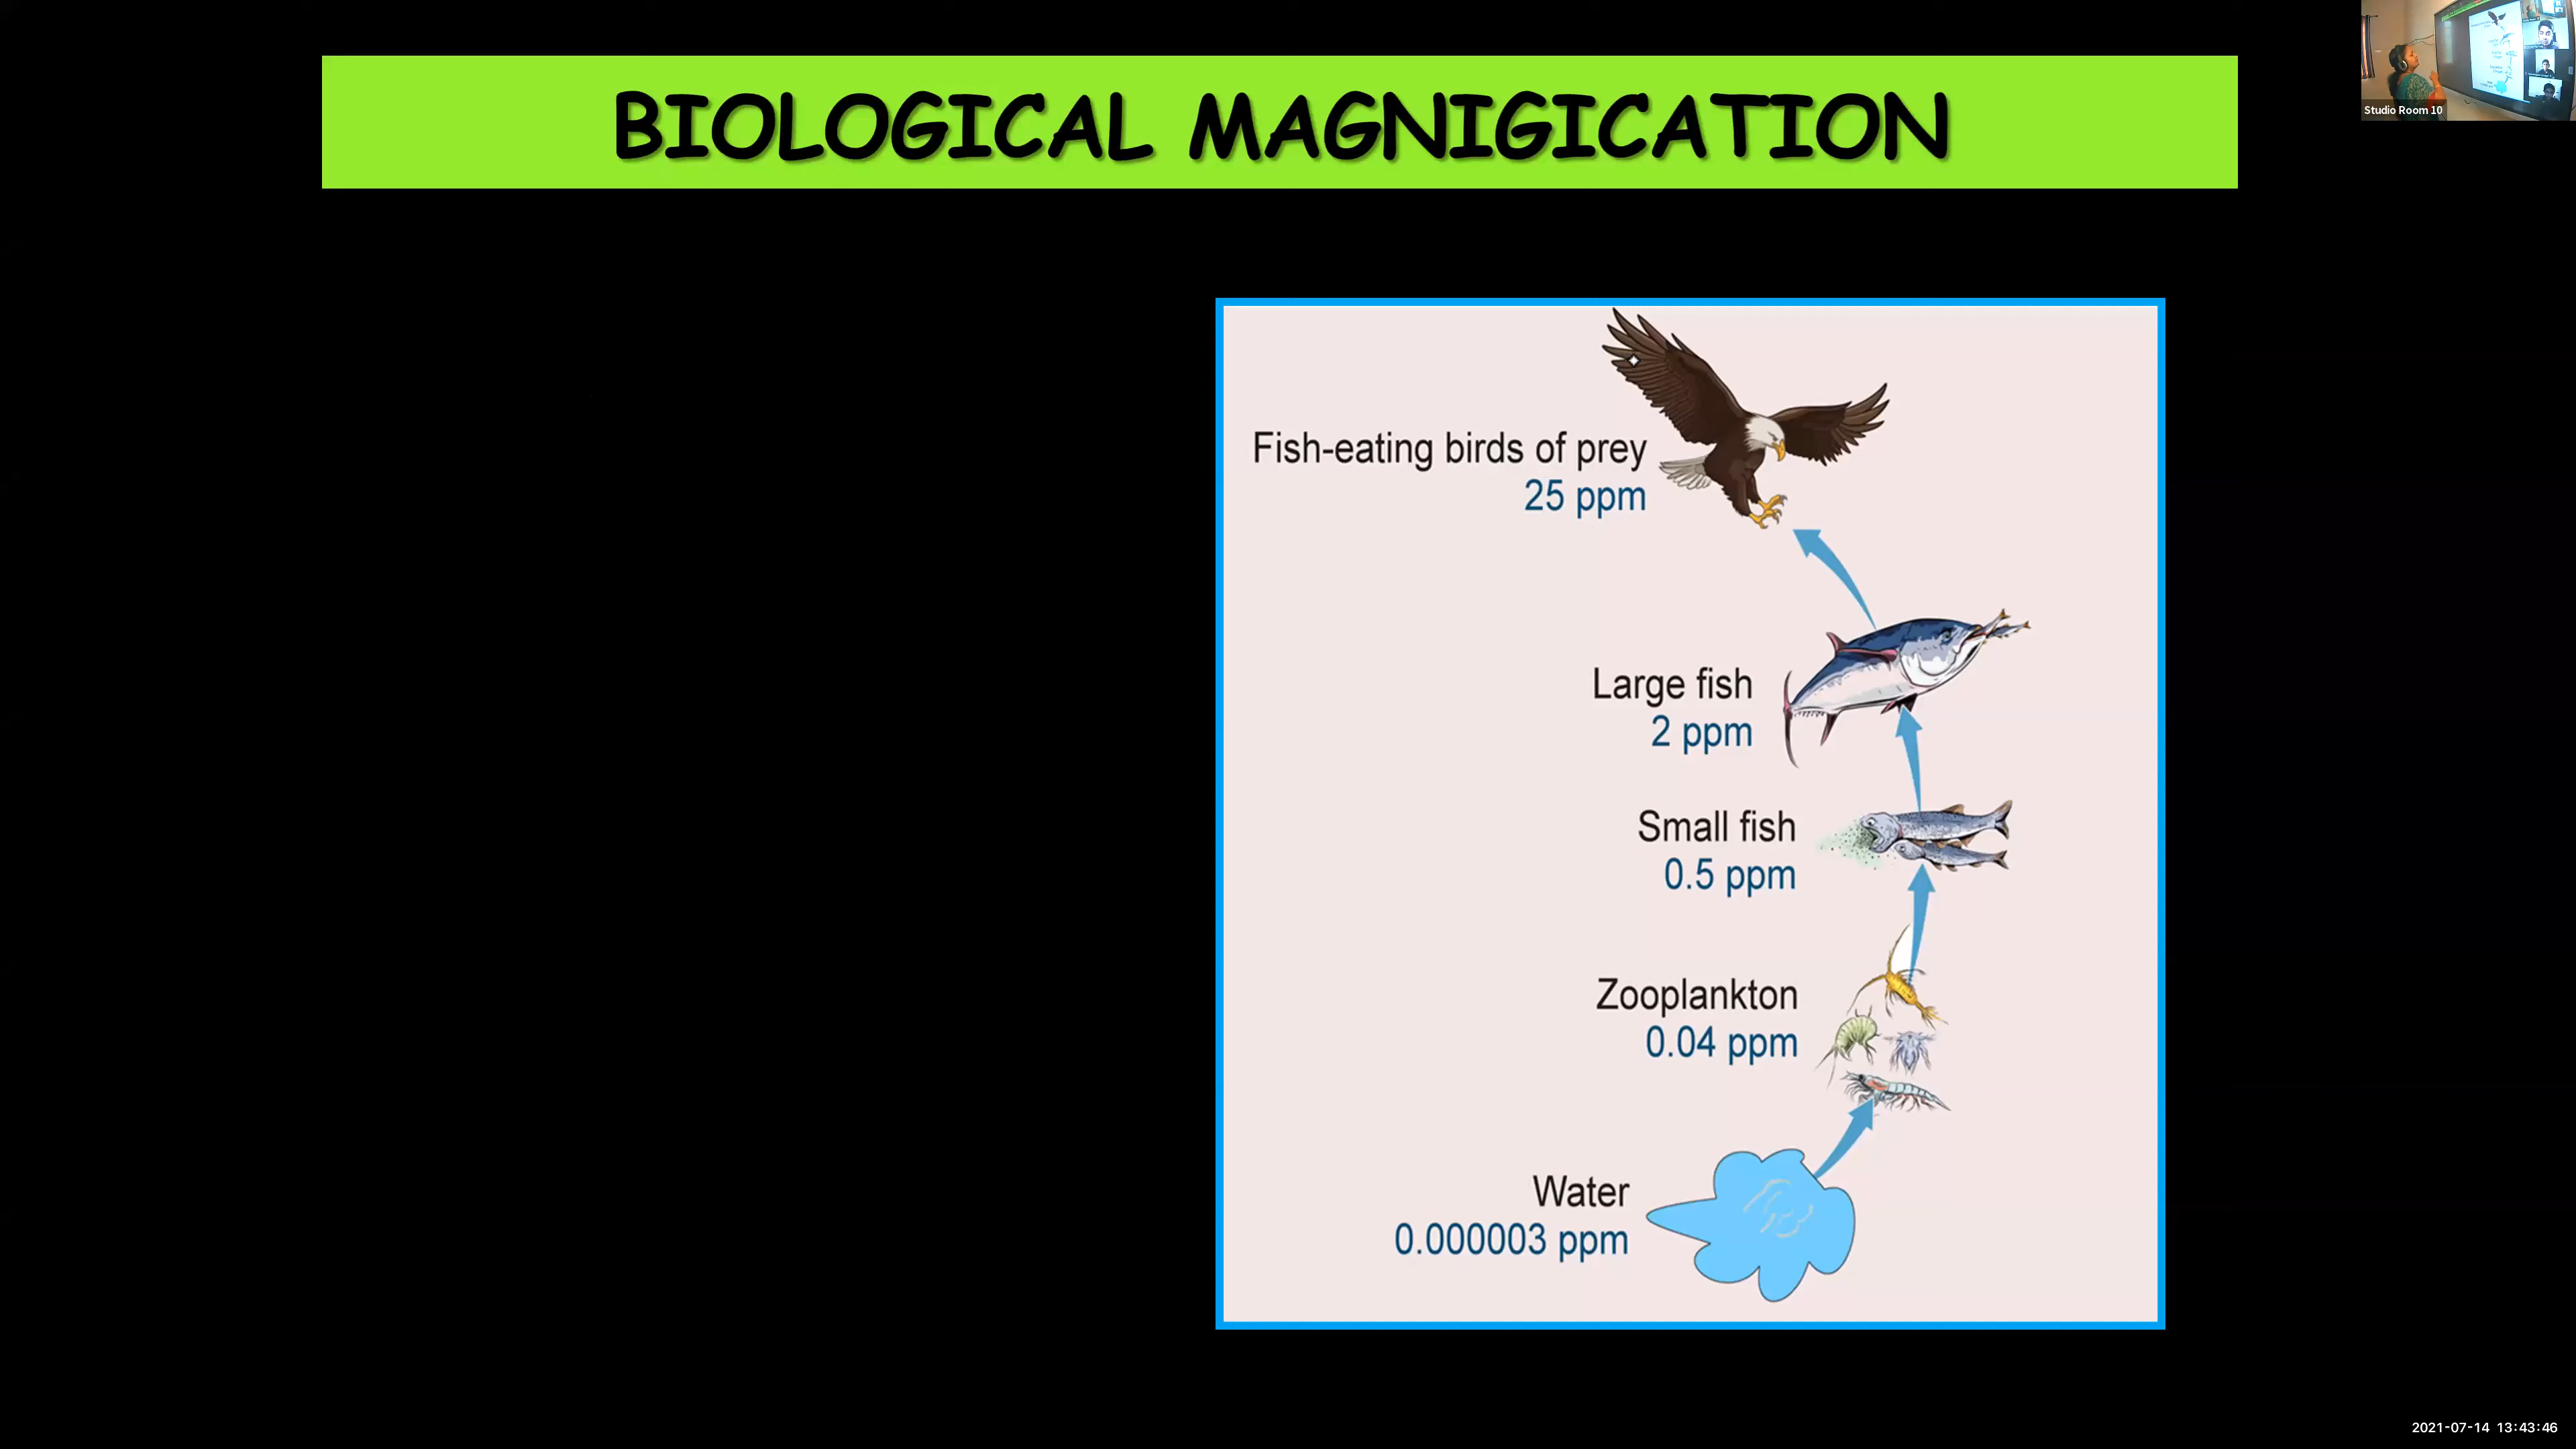 BIOLOGICAL MAGNIGICATION
Studio Room 10
Fish-eating birds of prey
25 ppm
Large fish
2 ppm
Small fish
0.5 ppm
Zooplankton
0.04 ppm
Water
0.000003 ppm
2021-07-14 13:43:46